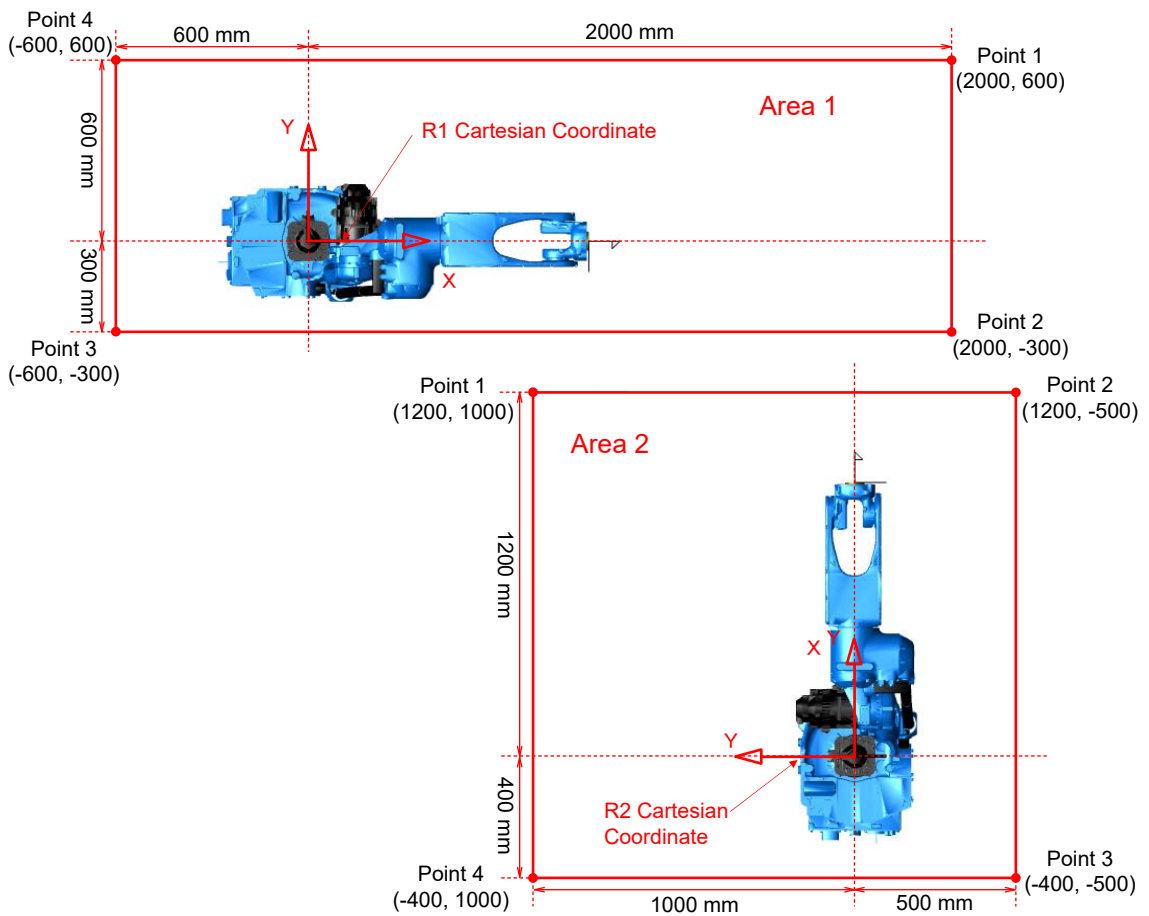 Point 4
(-600, 600)
600 mm
2000 mm
Point 1
(2000, 600)
Area 1
Y
R1 Cartesian Coordinate
600 mm
300 mm
X
Point 3
(-600, -300)
Point 2
(2000, -300)
Point 1
(1200, 1000)
Point 2
(1200, -500)
Area 2
1200 mm
X
Y
Y
400 mm
R2 Cartesian
Coordinate
Point 4
(-400, 1000)
Point 3
(-400, -500)
1000 mm
500 mm